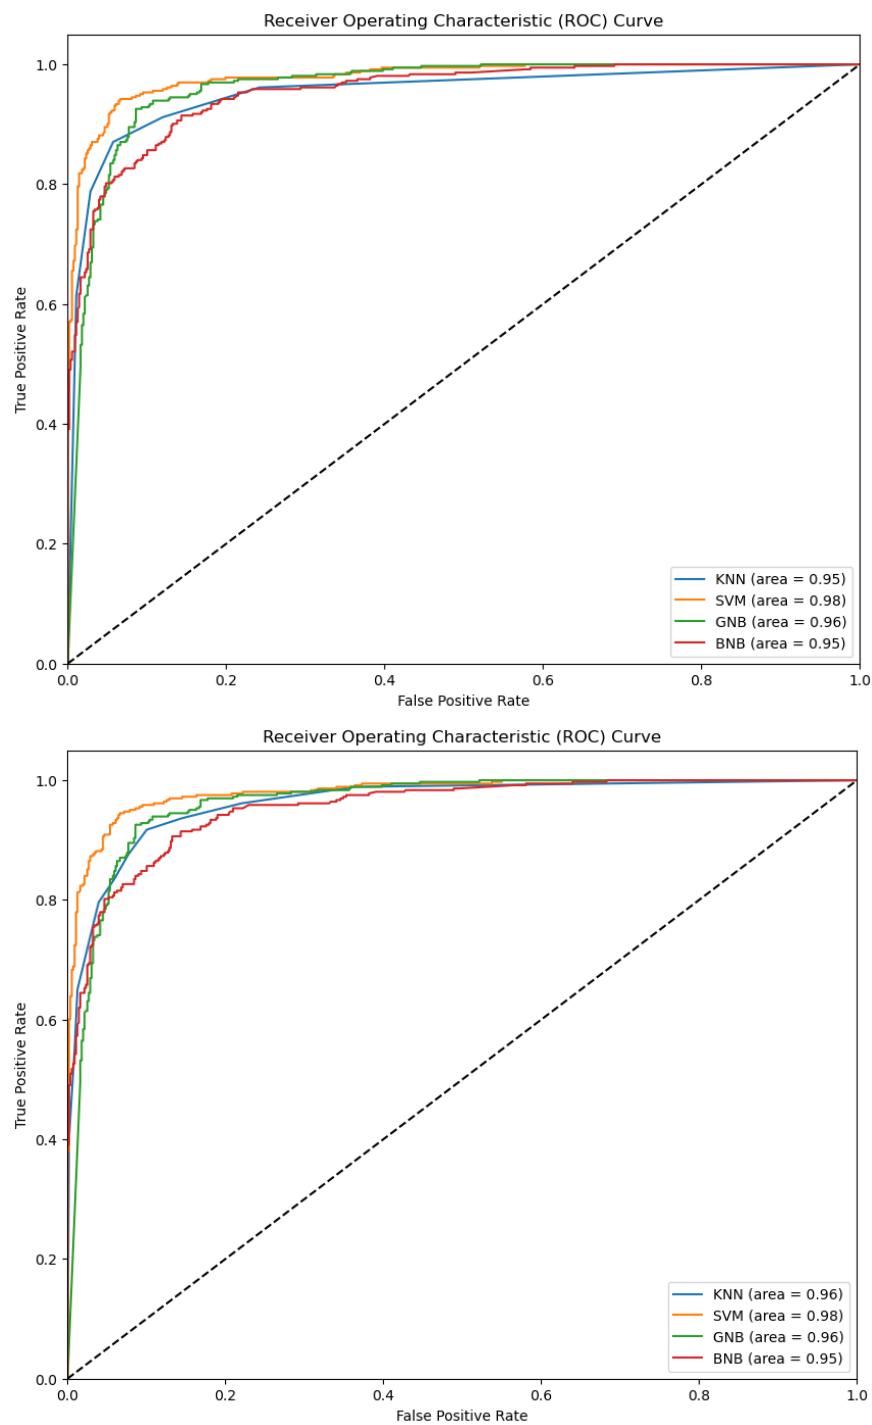 Receiver Operating Characteristic (ROC) Curve
1.0
0.8
0.6
0.4
0.2
0.0
True Positive Rate
KNN (area = 0.95)
SVM (area = 0.98)
GNB (area = 0.96)
BNB (area = 0.95)
0.0 0.2 0.4 0.6 0.8 1.0
False Positive Rate
Receiver Operating Characteristic (ROC) Curve
1.0
0.8
0.6
0.4
0.2
0.0
True Positive Rate
KNN (area = 0.96)
SVM (area = 0.98)
GNB (area = 0.96)
BNB (area = 0.95)
0.0 0.2 0.4 0.6 0.8 1.0
False Positive Rate